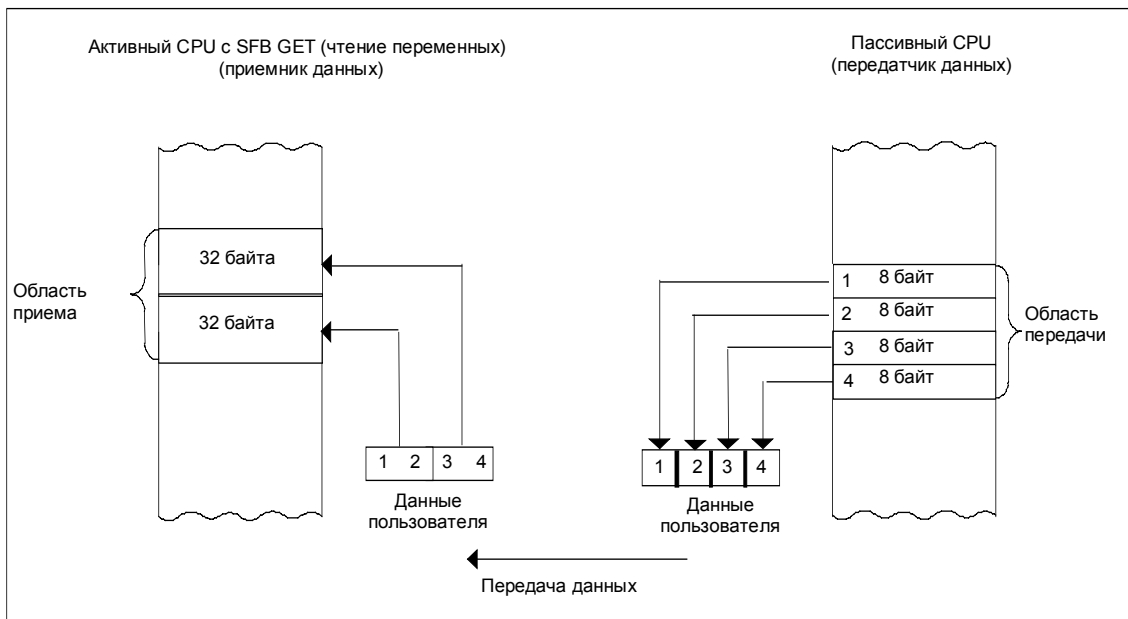 Активный CPU с SFB GET (чтение переменных)
(приемник данных)
Пассивный CPU
(передатчик данных)
32 байта
32 байта
Область
приема
1 8 байт
2 8 байт
3 8 байт
4 8 байт
Область
передачи
1 2 3 4
Данные
пользователя
1 2 3 4
Данные
пользователя
Передача данных